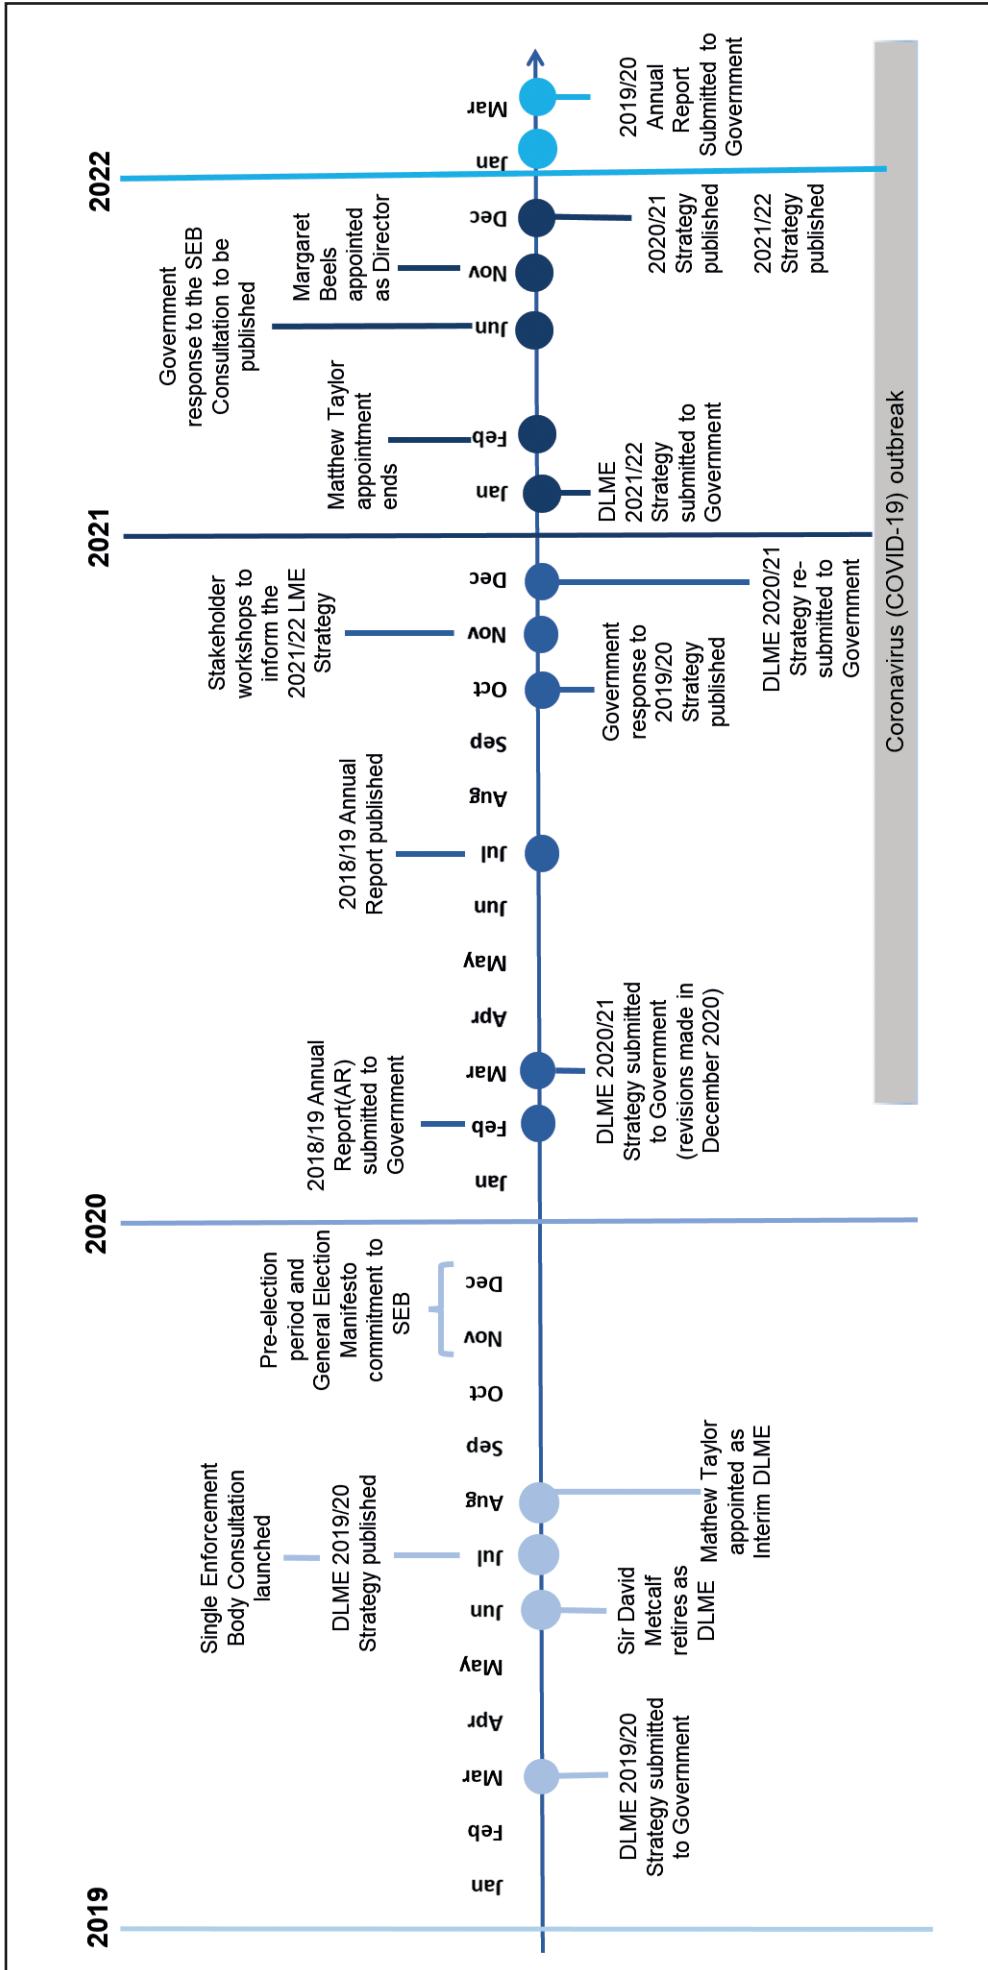 2019
2020
2021
2022
Single Enforcement
Body Consultation
launched
DLME 2019/20
Strategy published
Pre-election
period and
General Election
Manifesto
commitment to
SEB
2018/19 Annual
Report(AR)
submitted to
Government
2018/19 Annual
Report published
Stakeholder
workshops to
inform the
2021/22 LME
Strategy
Matthew Taylor
appointment
ends
Government
response to the SEB
Consultation to be
published
Margaret
Beels
appointed
as Director
Jan
Feb
Mar
Apr
May
Jun
Jul
Aug
Sep
Oct
Nov
Dec
Jan
Feb
Mar
Apr
May
Jun
Jul
Aug
Sep
Oct
Nov
Dec
Jan
Feb
Jun
Nov
Dec
Jan
Mar
DLME 2019/20
Strategy submitted
to Government
Sir David
Metcalf
retires as
DLME
Mathew Taylor
appointed as
Interim DLME
DLME 2020/21
Strategy submitted
to Government
(revisions made in
December 2020)
Government
response to
2019/20
Strategy
published
DLME 2020/21
Strategy re-
submitted to
Government
DLME
2021/22
Strategy
submitted to
Government
2020/21
Strategy
published
2021/22
Strategy
published
2019/20
Annual
Report
Submitted to
Government
Coronavirus (COVID-19) outbreak